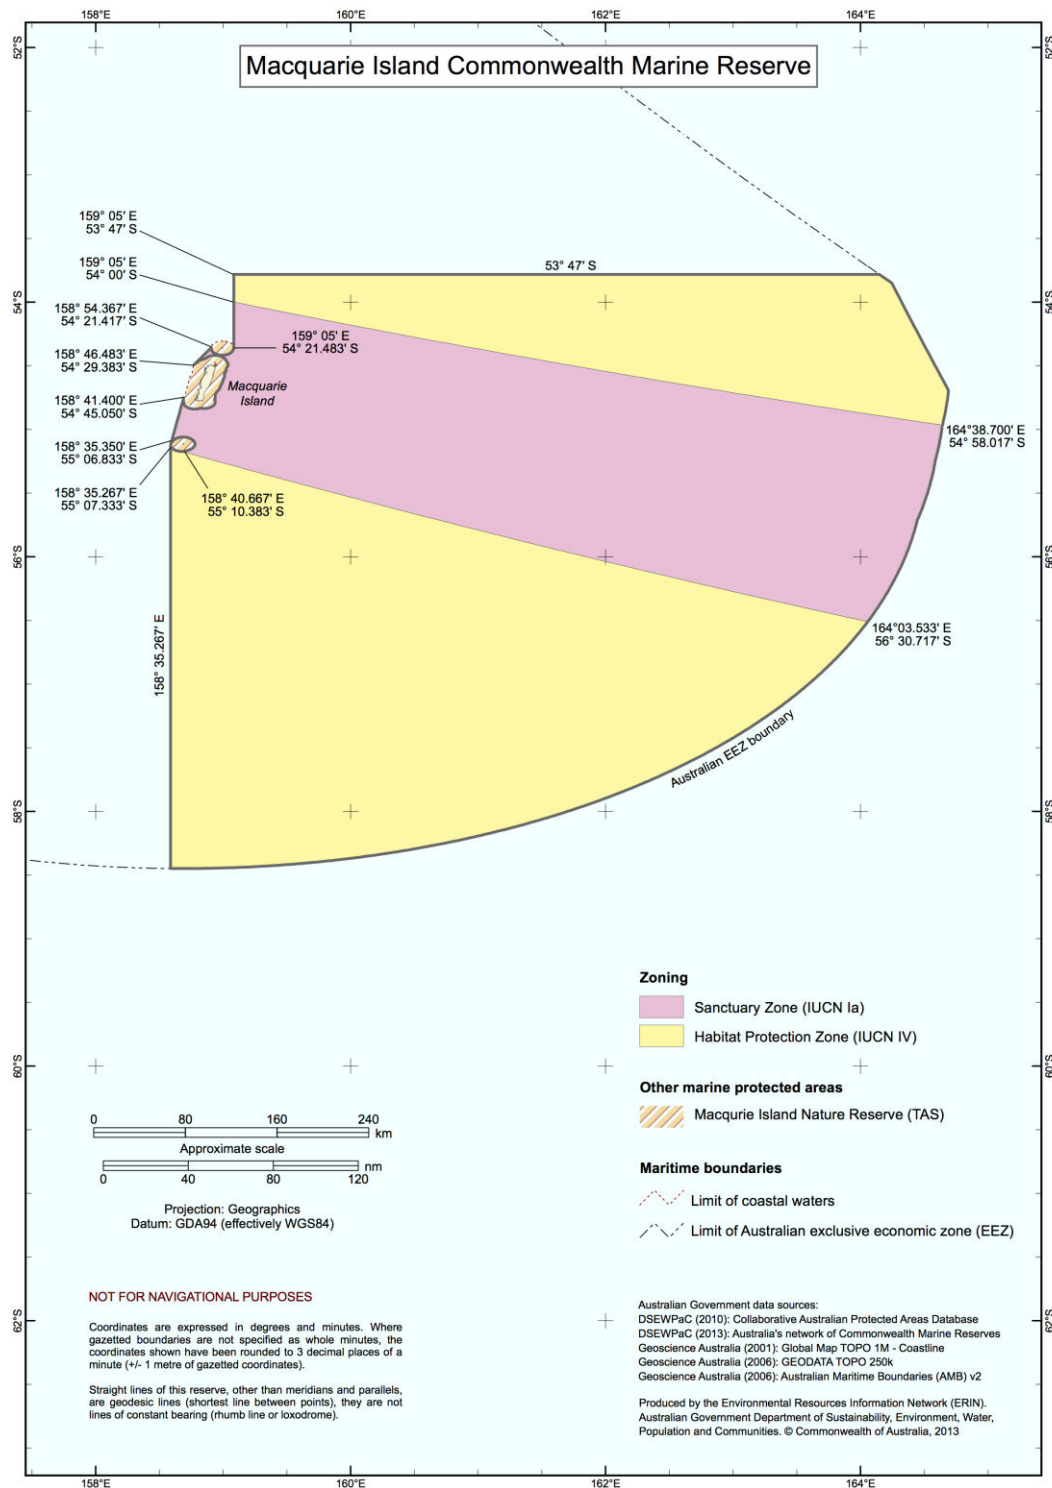 158°E
160°E
162°E
164°E
52°S
52°S
Macquarie Island Commonwealth Marine Reserve
159° 05' E
53° 47' S
53° 47' S
159° 05' E
54° 00' S
54°S
54°S
158° 54.367' E
54° 21.417' S
159° 05' E
54° 21.483' S
158° 46.483' E
54° 29.383' S
Macquarie
Island
158° 41.400' E
54° 45.050' S
164°38.700' E
54° 58.017' S
158° 35.350' E
55° 06.833' S
158° 35.267' E
55° 07.333' S
158° 40.667' E
55° 10.383' S
56°S
56°S
164°03.533' E
56° 30.717' S
158° 35.267' E
Australian EEZ boundary
58°S
58°S
Zoning
Sanctuary Zone (IUCN Ia)
Habitat Protection Zone (IUCN IV)
60°S
60°S
Other marine protected areas
Macqurie Island Nature Reserve (TAS)
0 80 160 240
km
Approximate scale
nm
0 40 80 120
Maritime boundaries
Limit of coastal waters
Limit of Australian exclusive economic zone (EEZ)
Projection: Geographics
Datum: GDA94 (effectively WGS84)
NOT FOR NAVIGATIONAL PURPOSES
Coordinates are expressed in degrees and minutes. Where
gazetted boundaries are not specified as whole minutes, the
coordinates shown have been rounded to 3 decimal places of a
minute (+/- 1 metre of gazetted coordinates).
Straight lines of this reserve, other than meridians and parallels,
are geodesic lines (shortest line between points), they are not
lines of constant bearing (rhumb line or loxodrome).
62°S
62°S
Australian Government data sources:
DSEWPaC (2010): Collaborative Australian Protected Areas Database
DSEWPaC (2013): Australia's network of Commonwealth Marine Reserves
Geoscience Australia (2001): Global Map TOPO 1M - Coastline
Geoscience Australia (2006): GEODATA TOPO 250k
Geoscience Australia (2006): Australian Maritime Boundaries (AMB) v2
Produced by the Environmental Resources Information Network (ERIN).
Australian Government Department of Sustainability, Environment, Water,
Population and Communities. © Commonwealth of Australia, 2013
158°E
160°E
162°E
164°E